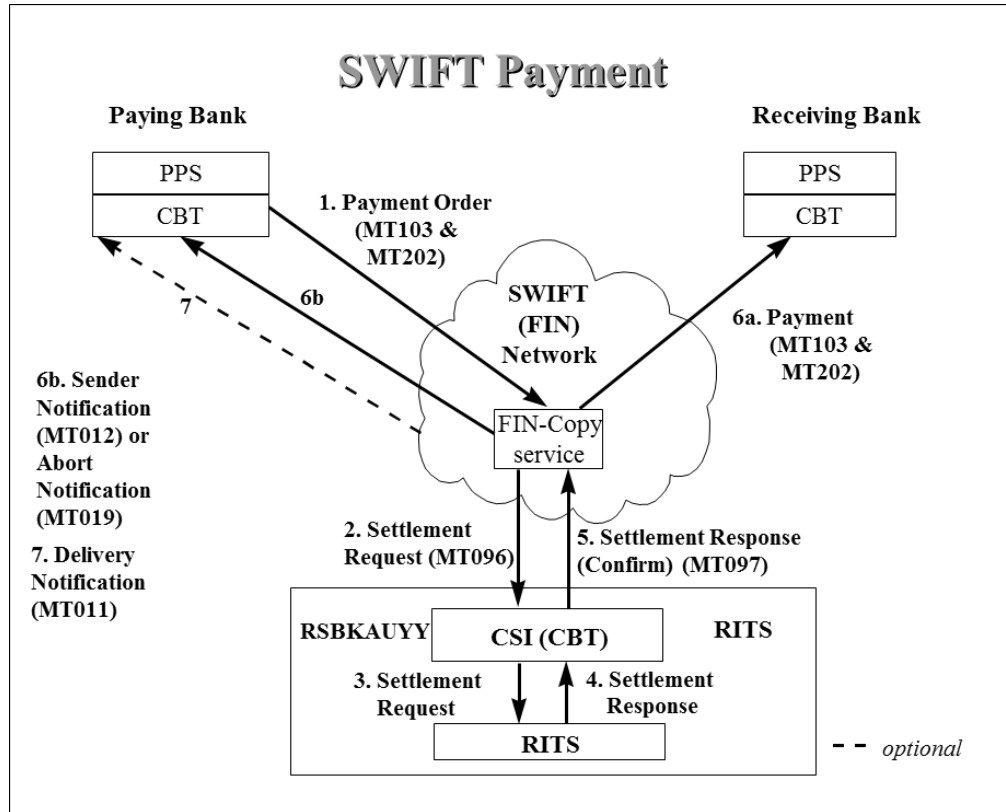 SWIFT Payment
Paying Bank
Receiving Bank
PPS
CBT
PPS
CBT
1. Payment Order
(MT103 &
MT202)
7
6b
SWIFT
(FIN)
Network
6a. Payment
(MT103 &
MT202)
6b. Sender
Notification
(MT012) or
Abort
Notification
(MT019)
FIN-Copy
service
7. Delivery
Notification
(MT011)
2. Settlement
Request (MT096)
5. Settlement Response
(Confirm) (MT097)
RSBKAUYY
CSI (CBT)
RITS
3. Settlement
Request
4. Settlement
Response
RITS
optional